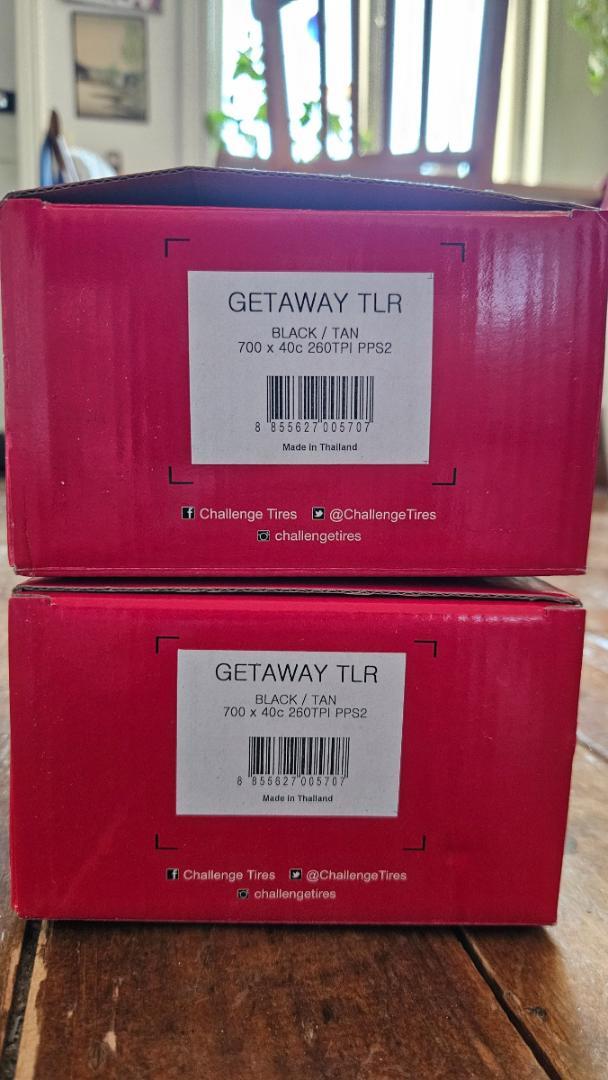 GETAWAY TLR
BLACK / TAN
700 x 40c 260TPI PPS2
8 855627 005707
Made in Thailand
Challenge Tires @ChallengeTires
challengetires
GETAWAY TLR
BLACK / TAN
700 x 40c 260TPI PPS2
8 855627 005707
Made in Thailand
Challenge Tires @ChallengeTires
challengetires